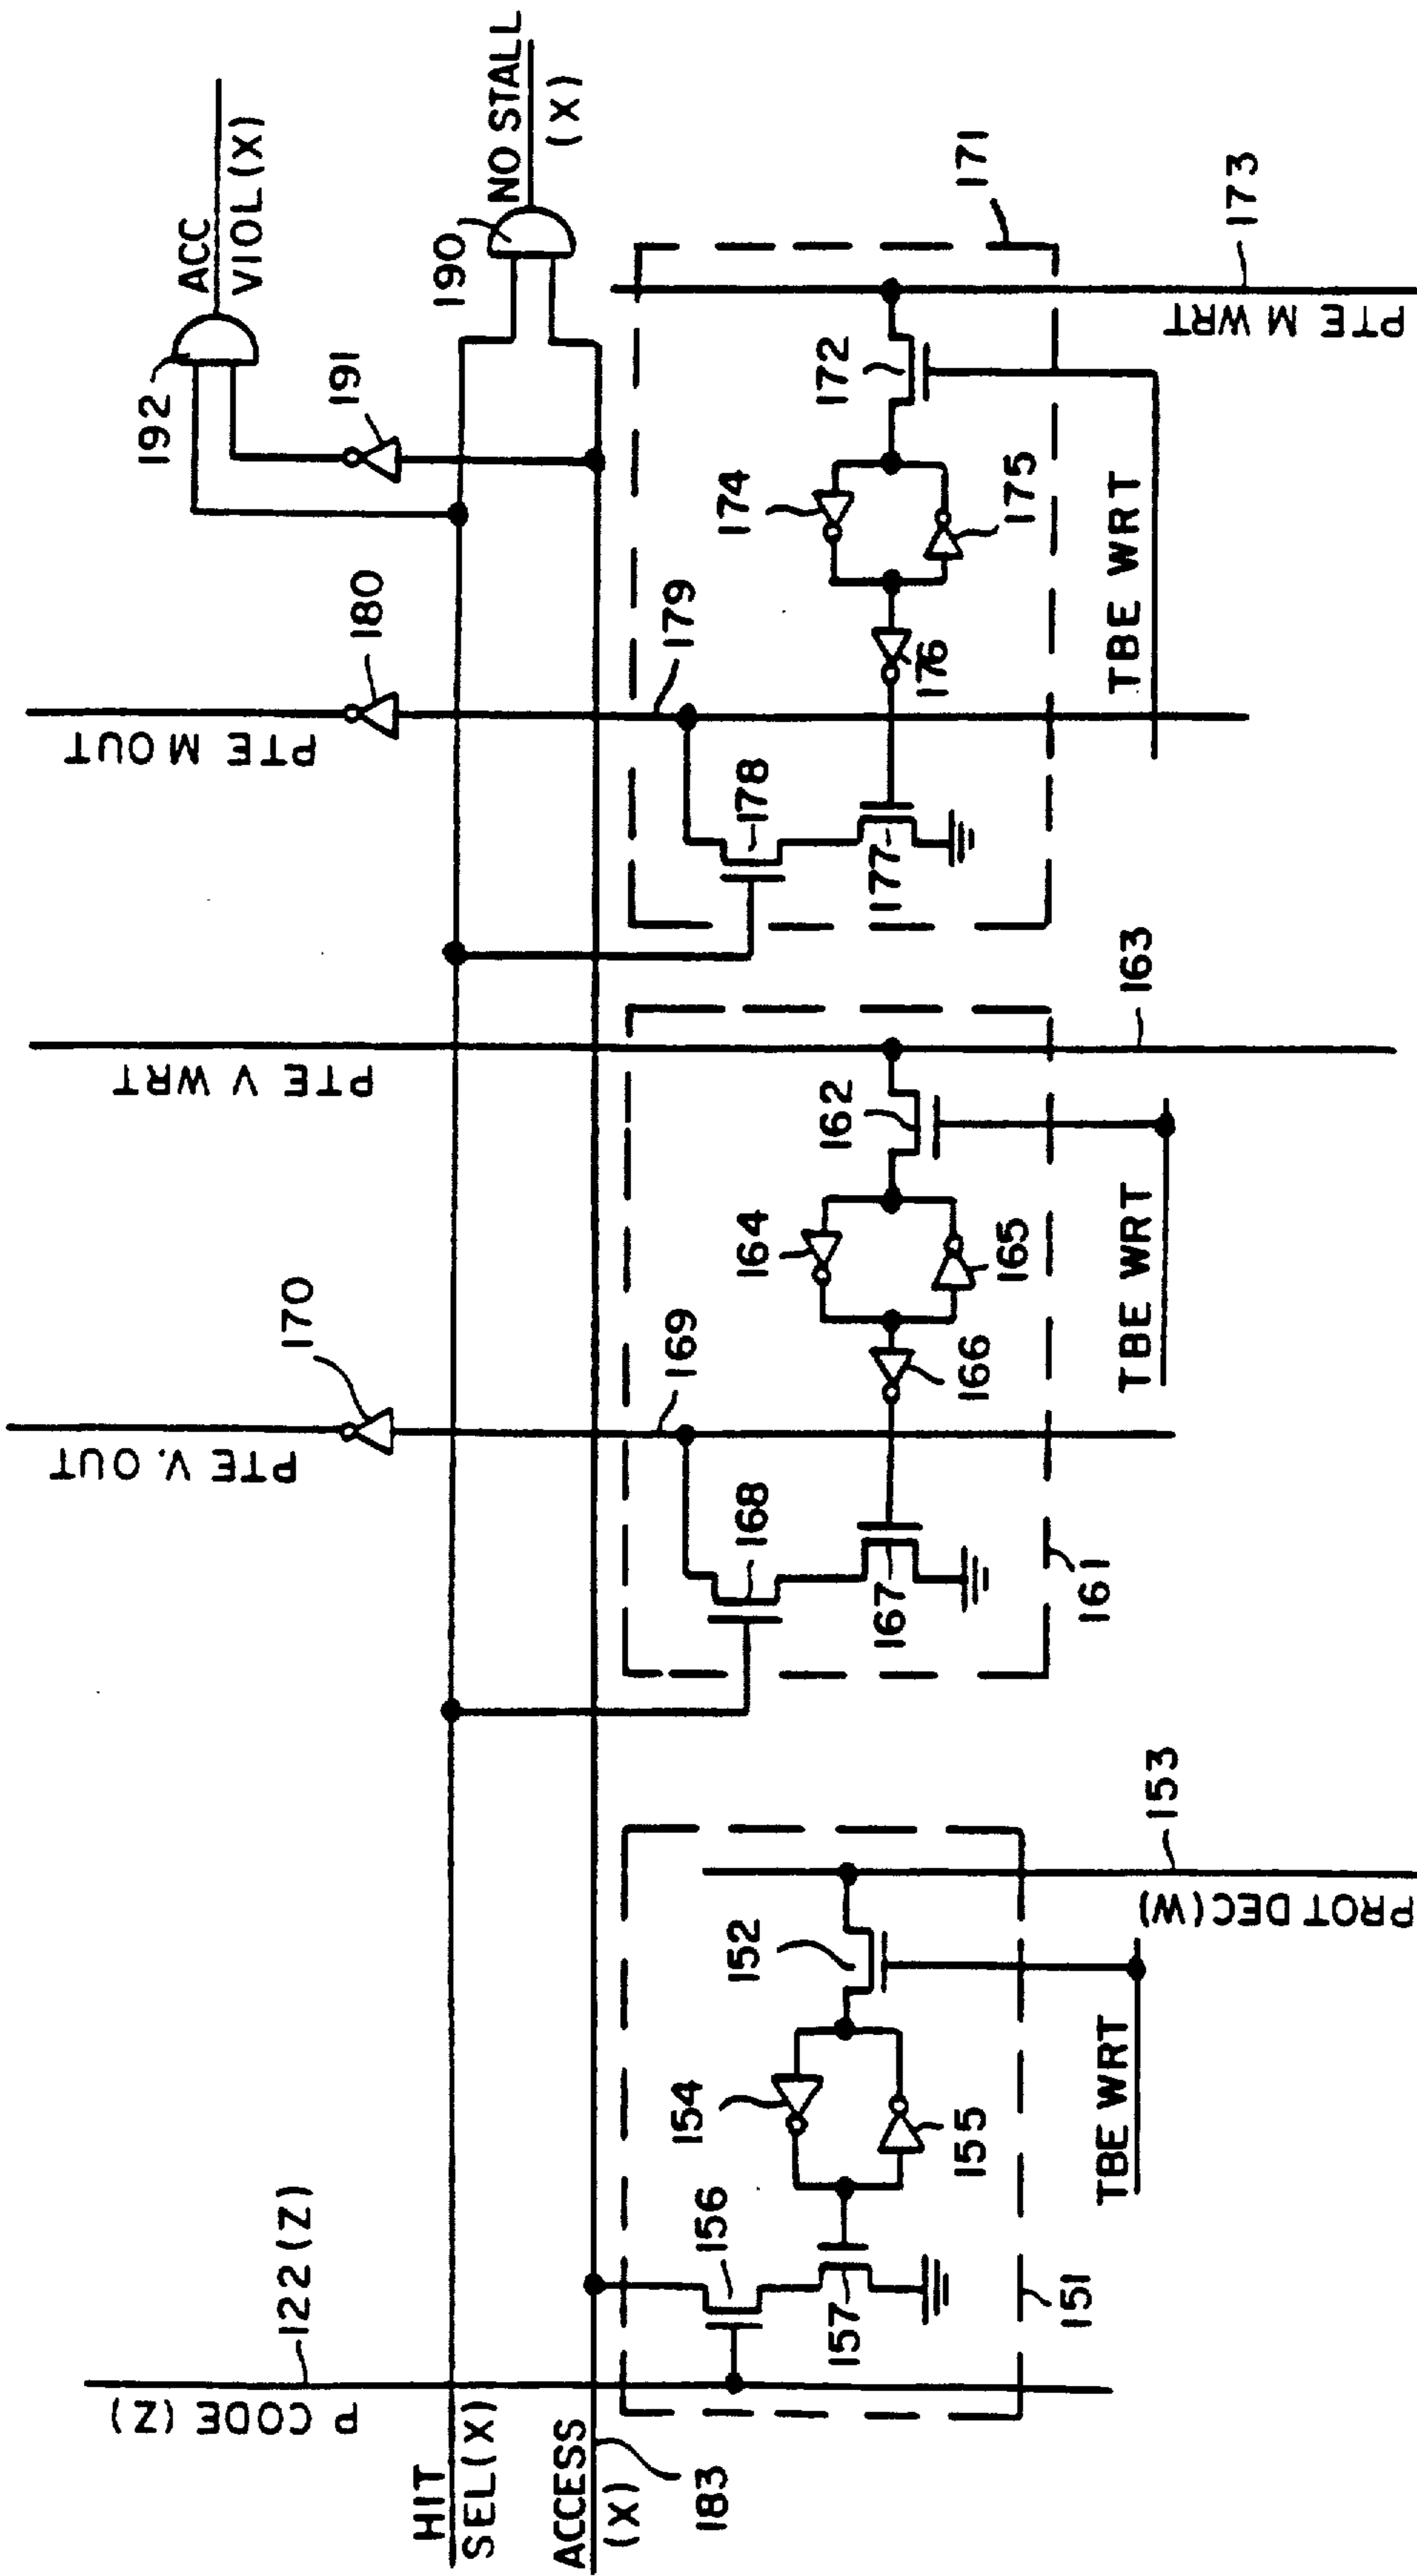 P CODE (Z)
122 (Z)
HIT
SEL(X)
ACCESS
(X)
183
156
157
154
155
152
151
PROT DEC(W)
153
TBE WRT
PTE V. OUT
170
169
168
167
166
164
165
162
161
PTE V WRT
163
TBE WRT
PTE M OUT
180
179
178
177
176
174
175
172
171
PTE M WRT
173
TBE WRT
192
191
ACC
VIOL(X)
190
NO STALL
(X)